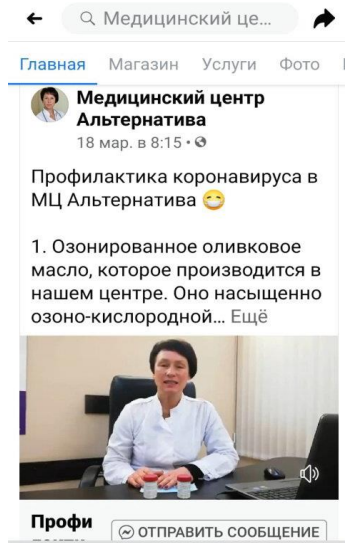 Медицинский це...
Главная Магазин Услуги Фото
Медицинский центр
Альтернатива
18 мар. в 8:15 •
Профилактика коронавируса в
МЦ Альтернатива
1. Озонированное оливковое
масло, которое производится в
нашем центре. Оно насыщенно
озоно-кислородной... Ещё
Профи
ОТПРАВИТЬ СООБЩЕНИЕ